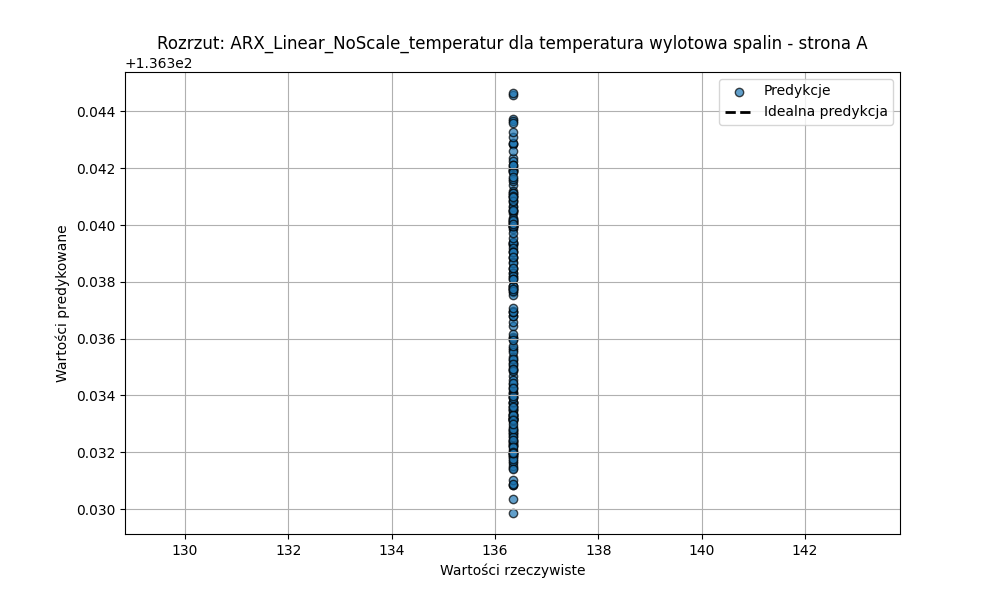 Rozrzut: ARX_Linear_NoScale_temperatur dla temperatura wylotowa spalin - strona A
+1.363e2
Predykcje
Idealna predykcja
0.044
0.042
0.040
0.038
0.036
0.034
0.032
0.030
Wartości predykowane
130
132
134
136
138
140
142
Wartości rzeczywiste